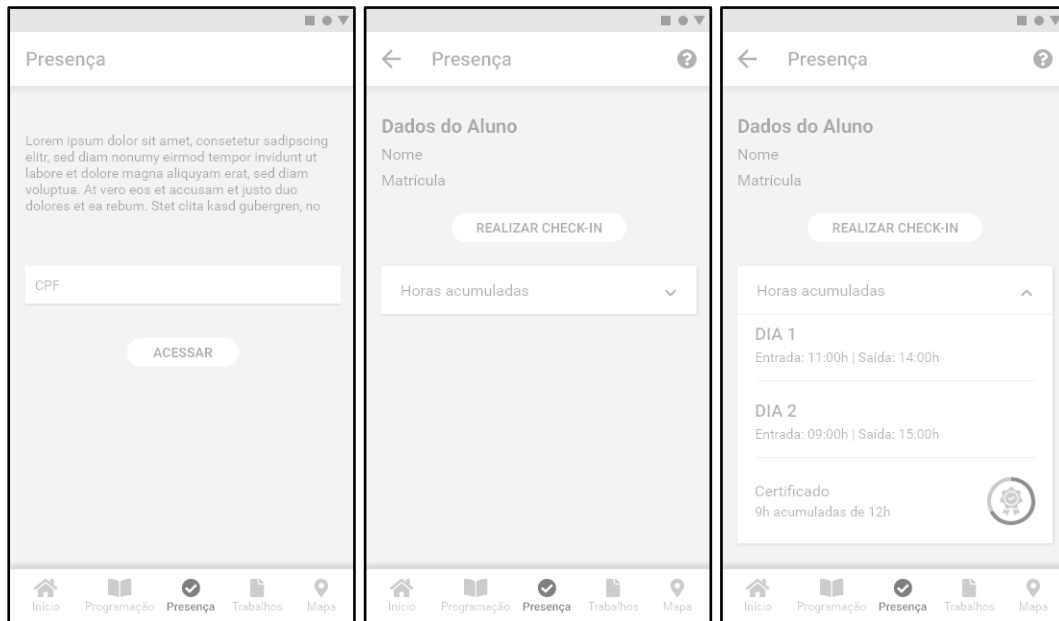 Presença
Lorem ipsum dolor sit amet, consetetur sadipscing
elitr, sed diam nonumy eirmod tempor invidunt ut
labore et dolore magna aliquyam erat, sed diam
voluptua. At vero eos et accusam et justo duo
dolores et ea rebum. Stet clita kasd gubergren, no
CPF
ACESSAR
Início Programação Presença Trabalhos Mapa
Presença
Dados do Aluno
Nome
Matrícula
REALIZAR CHECK-IN
Horas acumuladas
Início Programação Presença Trabalhos Mapa
Presença
Dados do Aluno
Nome
Matrícula
REALIZAR CHECK-IN
Horas acumuladas
DIA 1
Entrada: 11:00h | Saída: 14:00h
DIA 2
Entrada: 09:00h | Saída: 15:00h
Certificado
9h acumuladas de 12h
Início Programação Presença Trabalhos Mapa